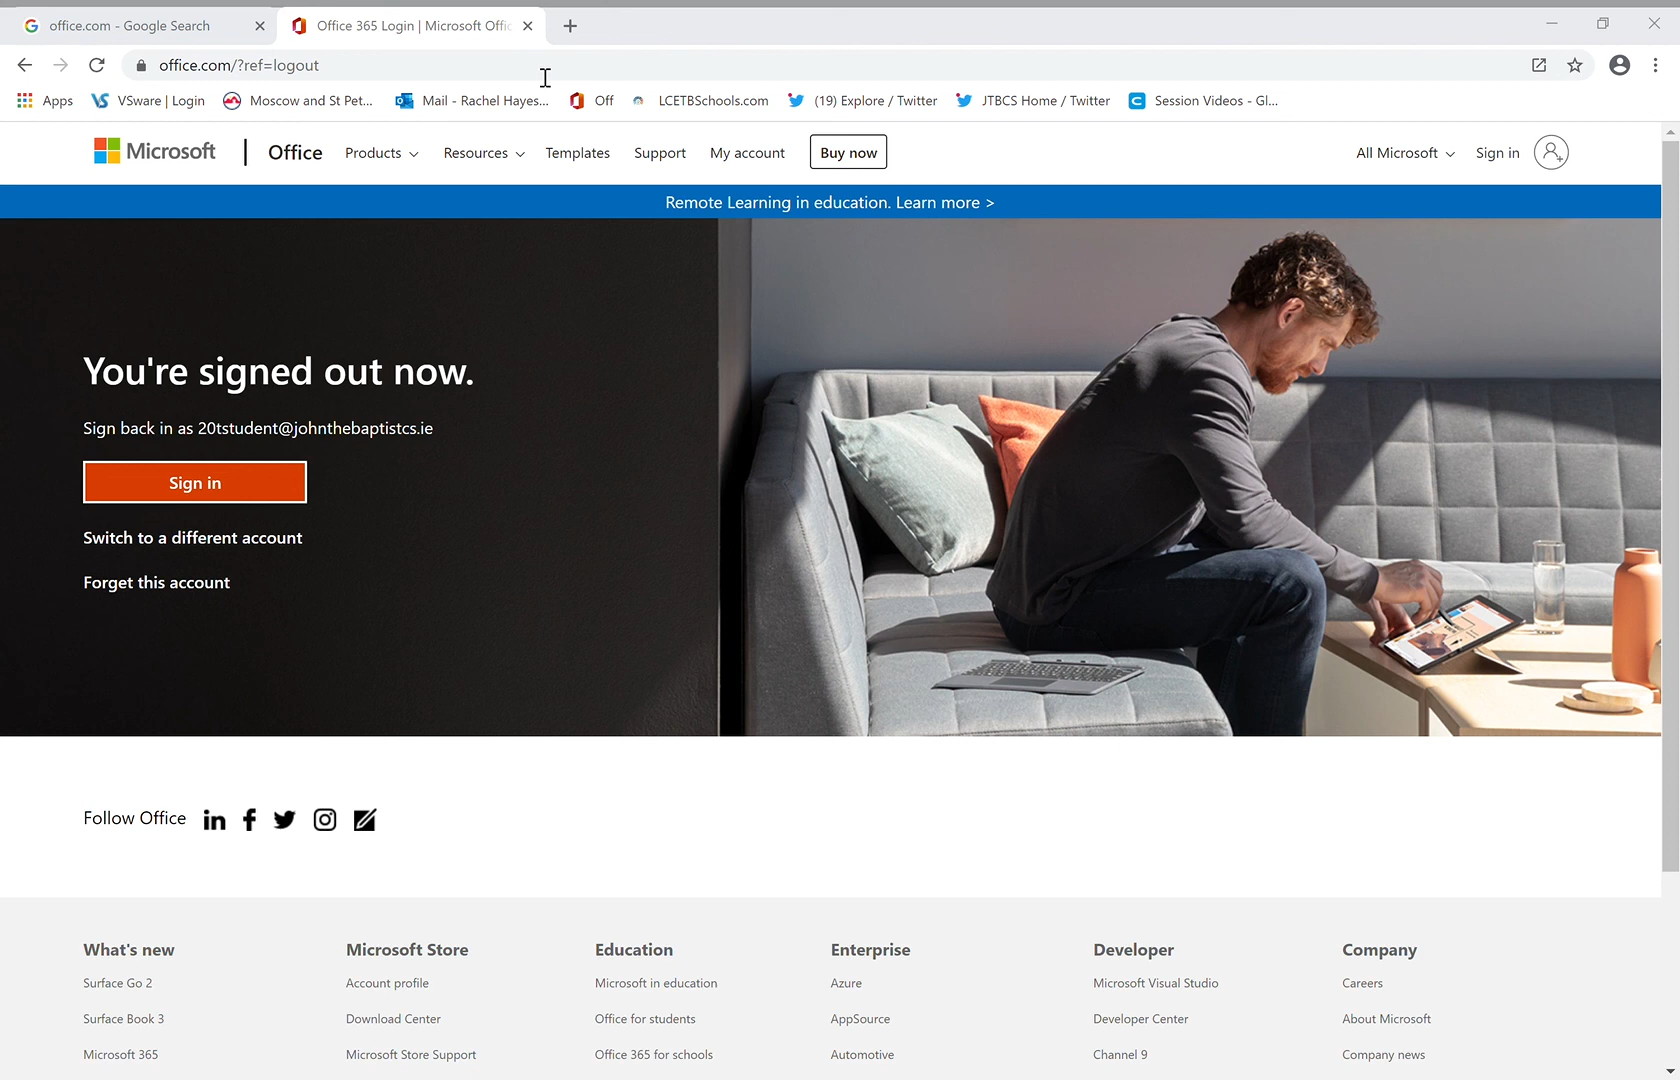 office.com - Google Search
Office 365 Login | Microsoft Offic
office.com/?ref=logout
Apps
VSware | Login
Moscow and St Pet...
Mail - Rachel Hayes...
Off
LCETBSchools.com
(19) Explore / Twitter
JTBCS Home / Twitter
Session Videos - Gl...
Microsoft
Office
Products
Resources
Templates
Support
My account
Buy now
All Microsoft
Sign in
Remote Learning in education. Learn more >
You're signed out now.
Sign back in as 20tstudent@johnthebaptistcs.ie
Sign in
Switch to a different account
Forget this account
Follow Office
What's new
Surface Go 2
Surface Book 3
Microsoft 365
Microsoft Store
Account profile
Download Center
Microsoft Store Support
Education
Microsoft in education
Office for students
Office 365 for schools
Enterprise
Azure
AppSource
Automotive
Developer
Microsoft Visual Studio
Developer Center
Channel 9
Company
Careers
About Microsoft
Company news